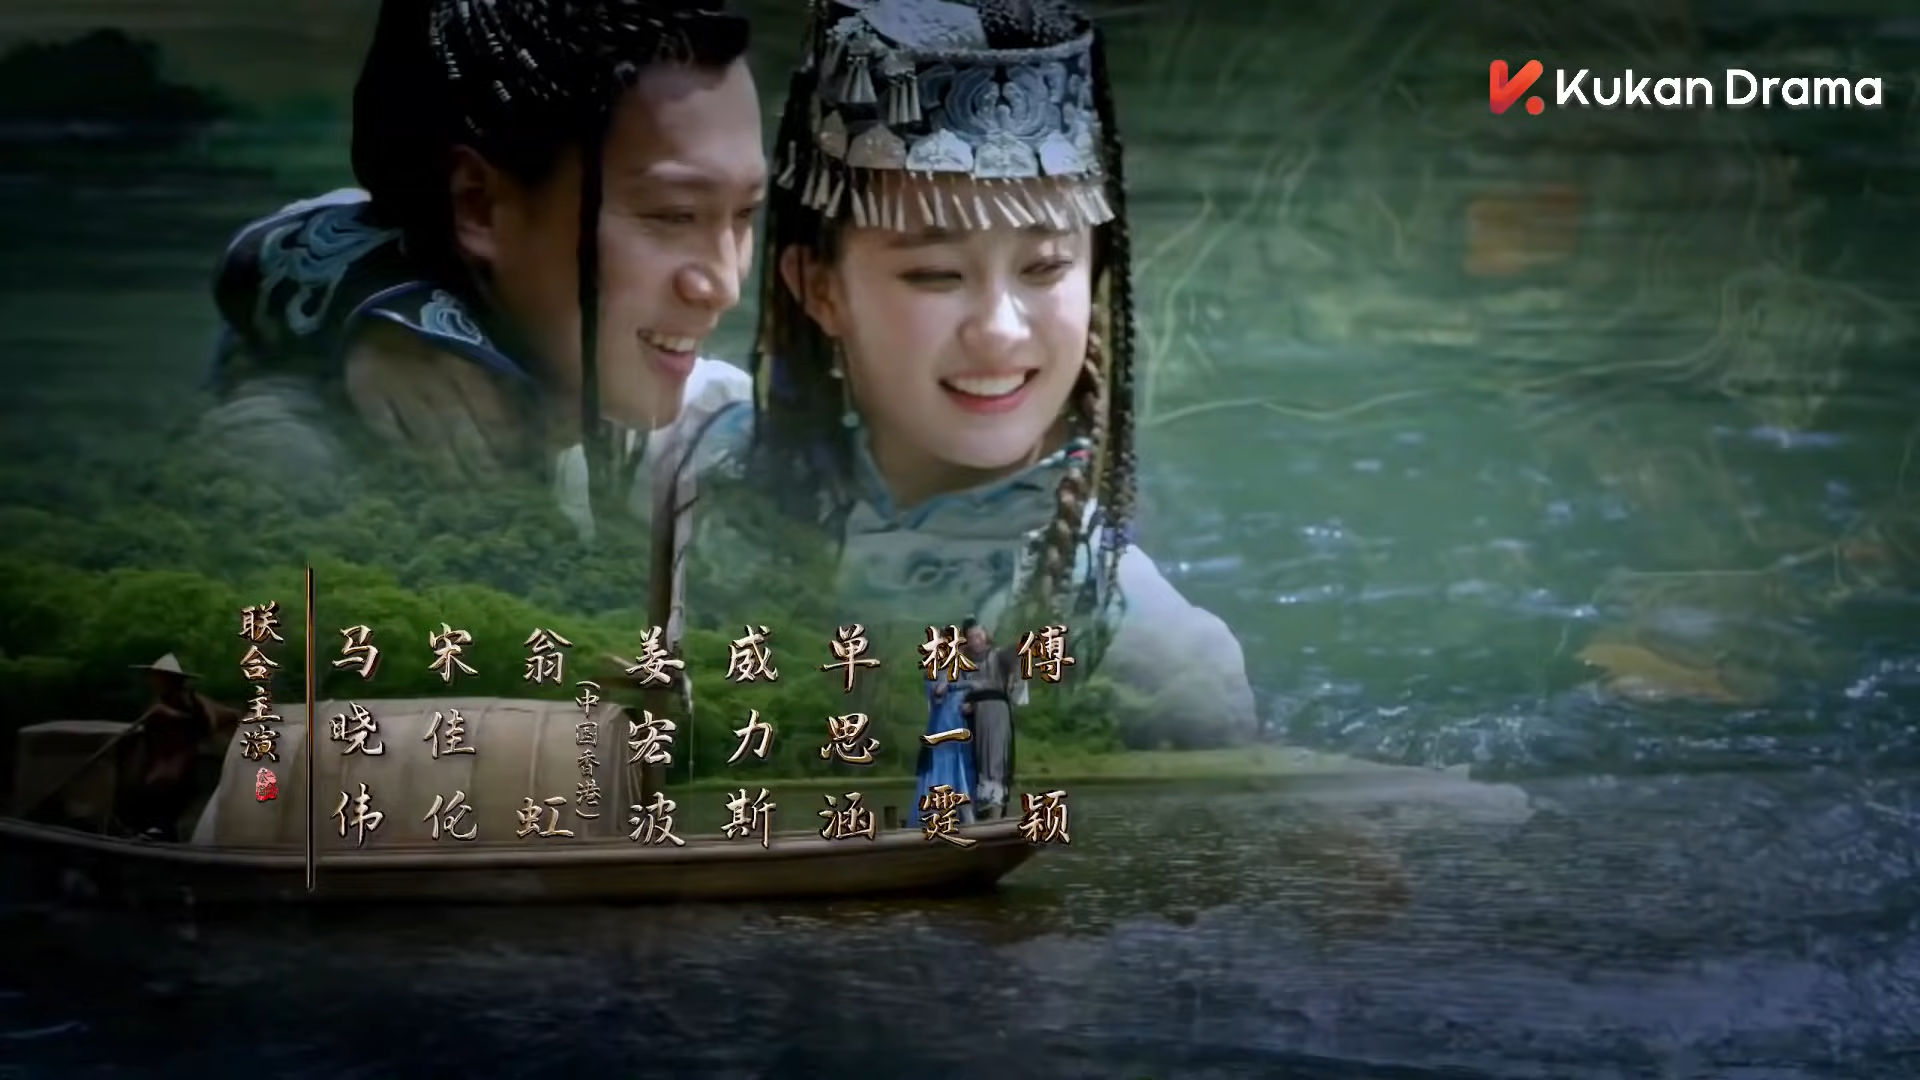 Kukan Drama
联合主演
马晓伟
宋佳伦
翁虹
(中国香港)
姜宏波
威力斯
单思涵
林一霆
傅颖